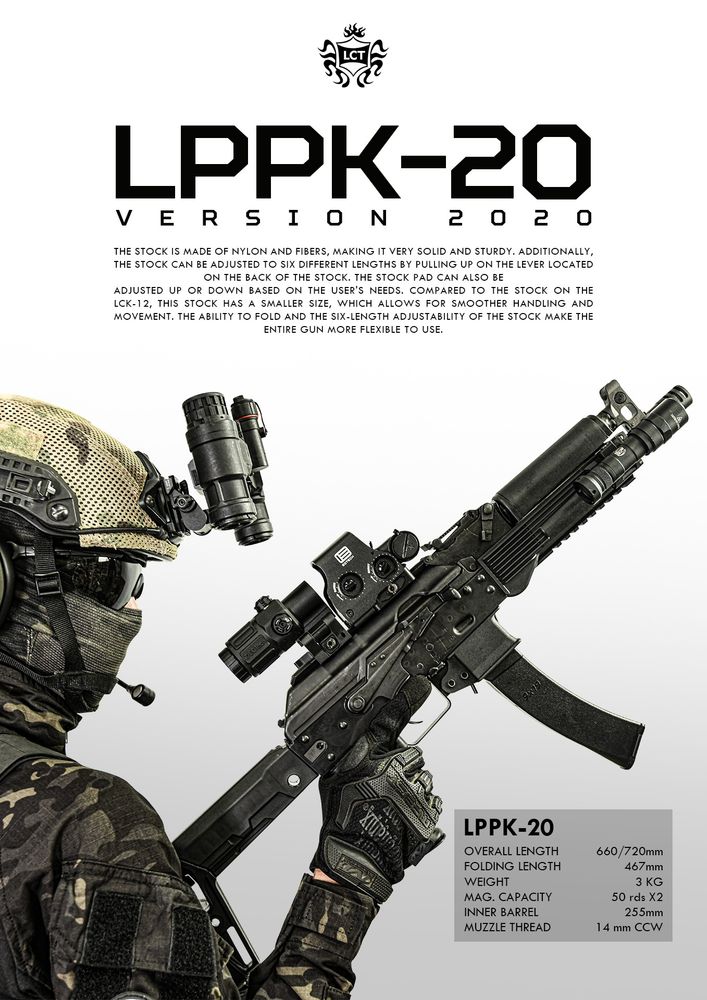 LCT
LPPK-20
VERSION 2020
THE STOCK IS MADE OF NYLON AND FIBERS, MAKING IT VERY SOLID AND STURDY. ADDITIONALLY,
THE STOCK CAN BE ADJUSTED TO SIX DIFFERENT LENGTHS BY PULLING UP ON THE LEVER LOCATED
ON THE BACK OF THE STOCK. THE STOCK PAD CAN ALSO BE
ADJUSTED UP OR DOWN BASED ON THE USER'S NEEDS. COMPARED TO THE STOCK ON THE
LCK-12, THIS STOCK HAS A SMALLER SIZE, WHICH ALLOWS FOR SMOOTHER HANDLING AND
MOVEMENT. THE ABILITY TO FOLD AND THE SIX-LENGTH ADJUSTABILITY OF THE STOCK MAKE THE
ENTIRE GUN MORE FLEXIBLE TO USE.
LPPK-20
OVERALL LENGTH 660/720mm
FOLDING LENGTH 467mm
WEIGHT 3 KG
MAG. CAPACITY 50 rds X2
INNER BARREL 255mm
MUZZLE THREAD 14 mm CCW